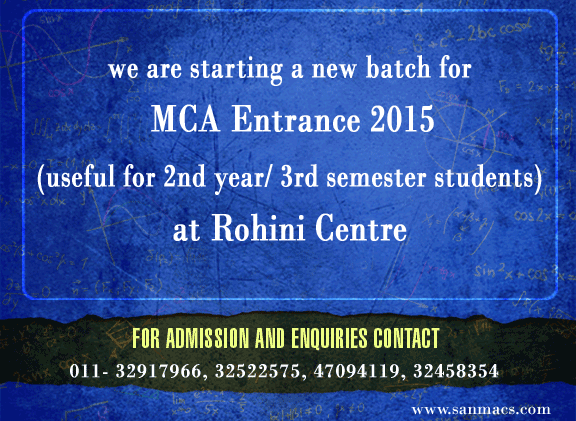 we are starting a new batch for
MCA Entrance 2015
(useful for 2nd year/ 3rd semester students)
at Rohini Centre
FOR ADMISSION AND ENQUIRIES CONTACT
011- 32917966, 32522575, 47094119, 32458354
www.sanmacs.com